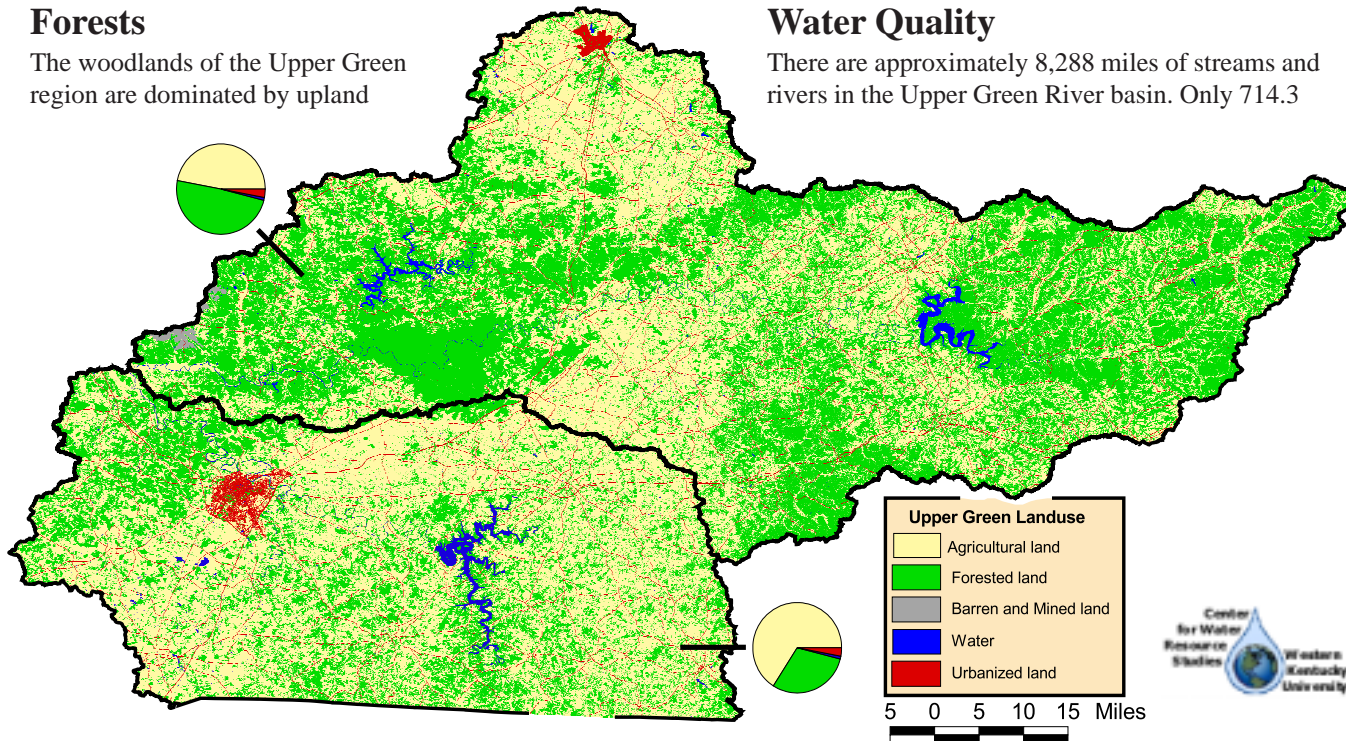 Forests
The woodlands of the Upper Green
region are dominated by upland
Water Quality
There are approximately 8,288 miles of streams and
rivers in the Upper Green River basin. Only 714.3
Upper Green Landuse
Agricultural land
Forested land
Barren and Mined land
Water
Urbanized land
5 0 5 10 15 Miles
Center
for Water
Resource
Studies
Western
Kentucky
University